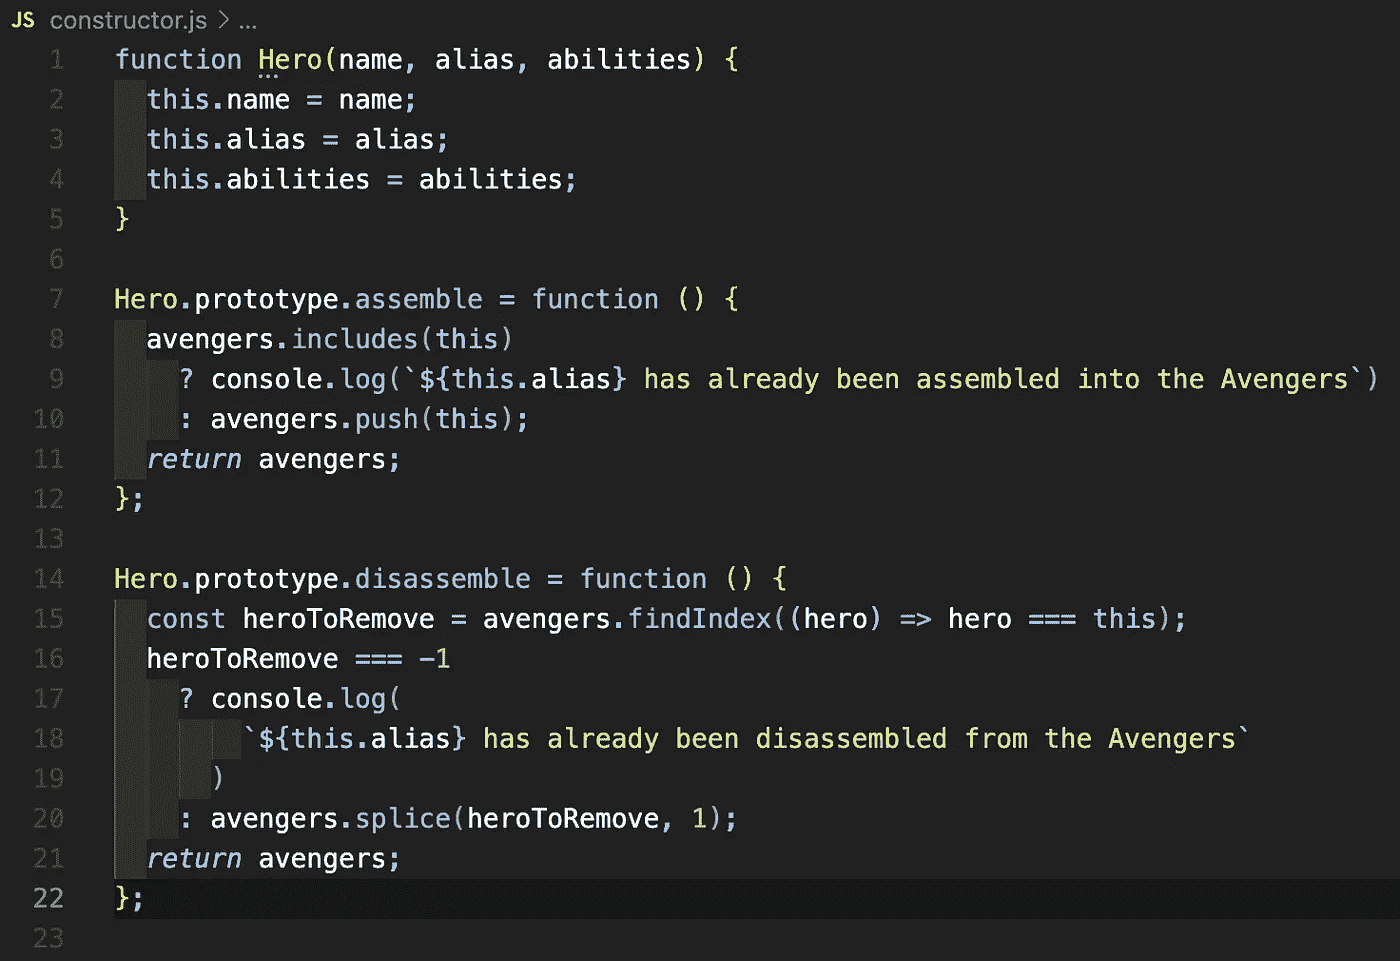 JS constructor.js > ...
1 function Hero(name, alias, abilities) {
2   this.name = name;
3   this.alias = alias;
4   this.abilities = abilities;
5 }
6
7 Hero.prototype.assemble = function () {
8   avengers.includes(this)
9     ? console.log(`${this.alias} has already been assembled into the Avengers`)
10     : avengers.push(this);
11   return avengers;
12 };
13
14 Hero.prototype.disassemble = function () {
15   const heroToRemove = avengers.findIndex((hero) => hero === this);
16   heroToRemove === -1
17     ? console.log(
18         `${this.alias} has already been disassembled from the Avengers`
19       )
20     : avengers.splice(heroToRemove, 1);
21   return avengers;
22 };
23